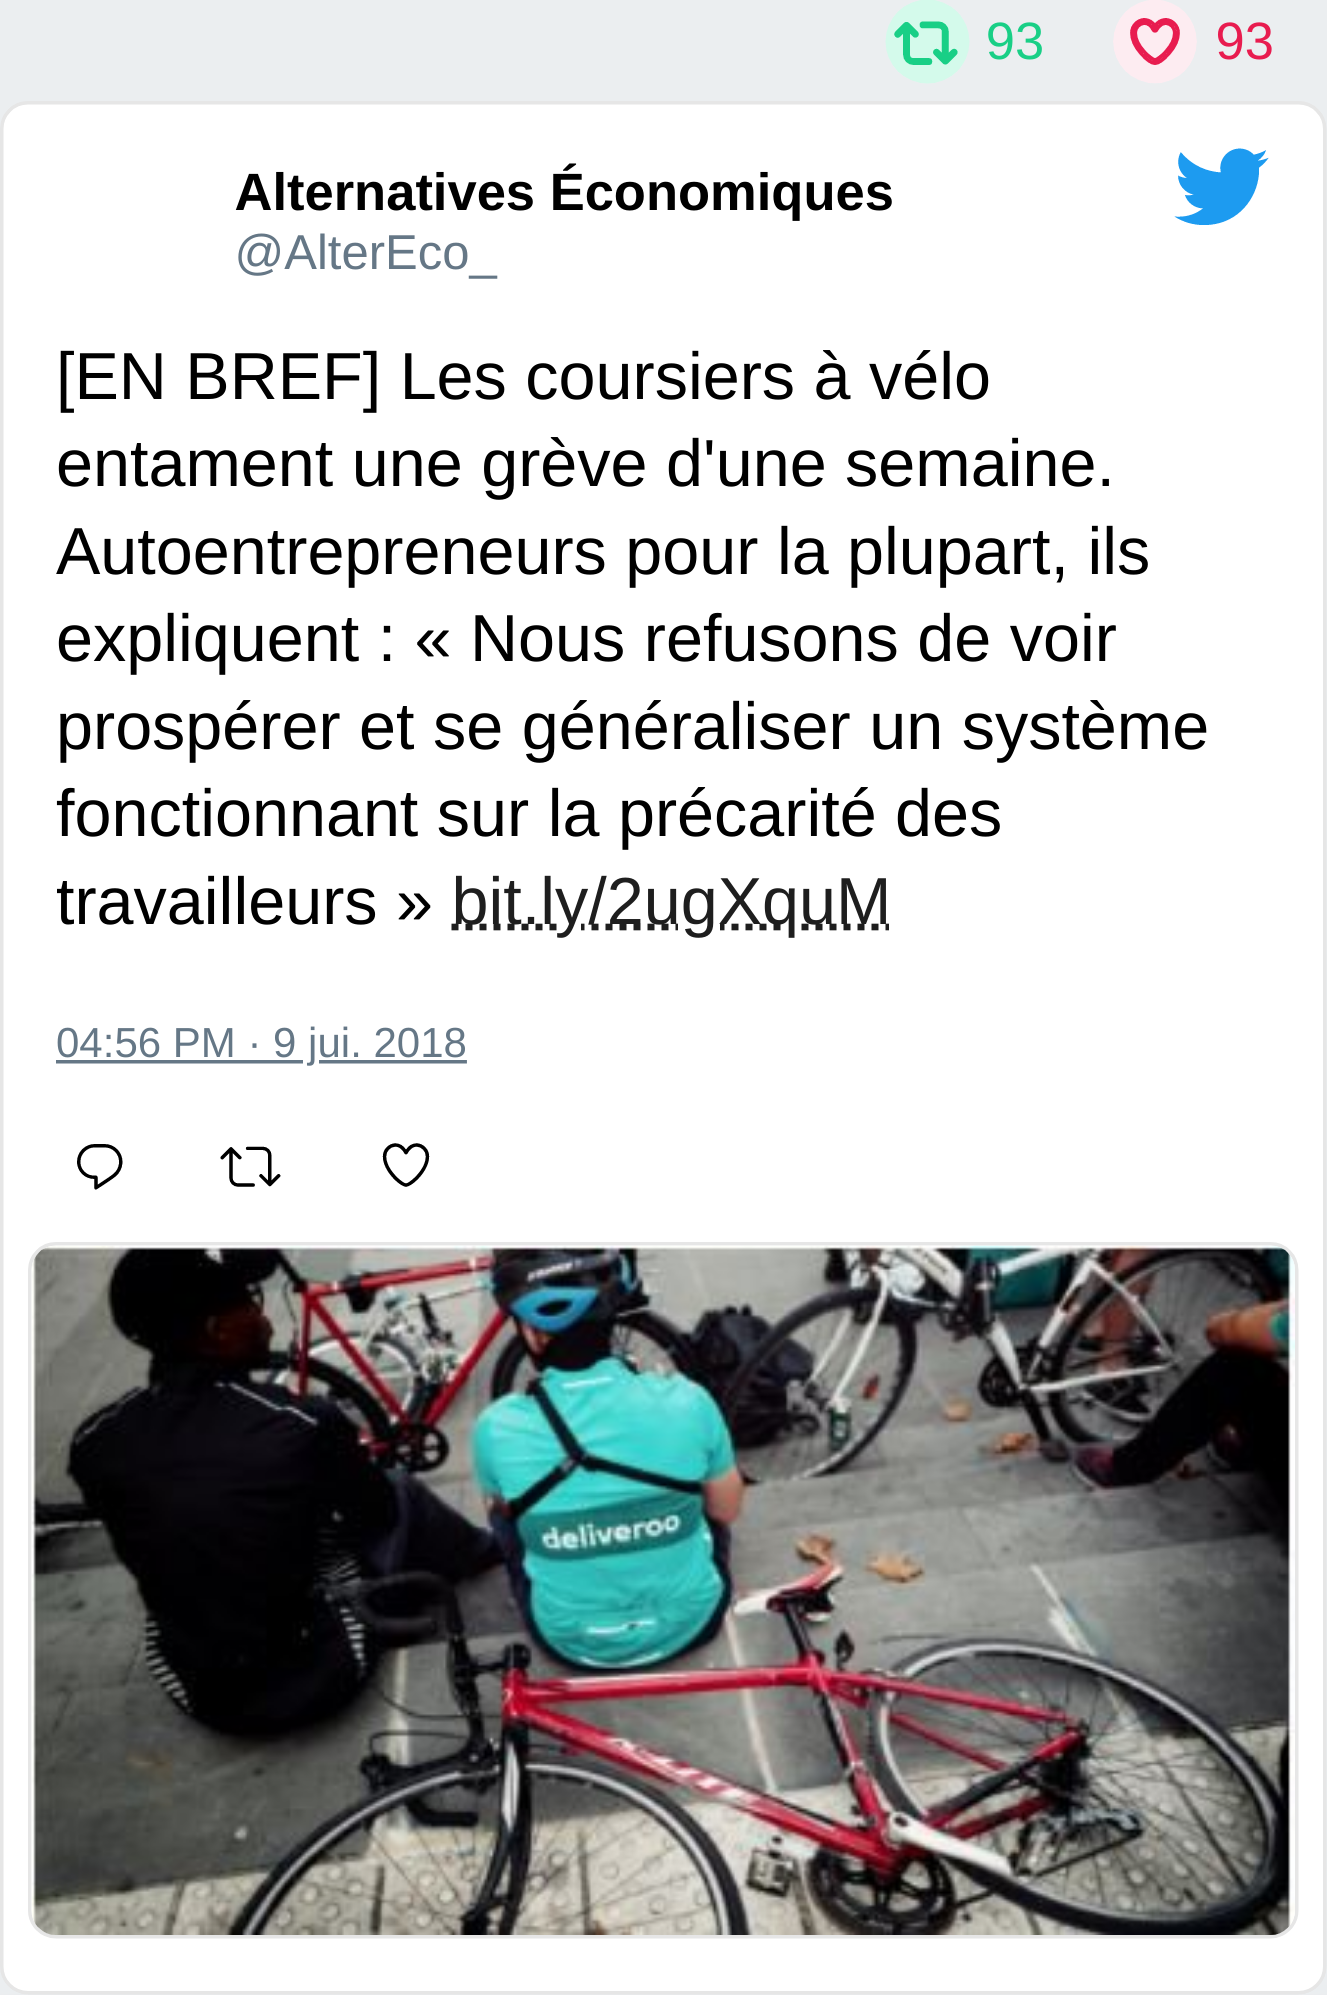 93 93
Alternatives Économiques
@AlterEco_
[EN BREF] Les coursiers à vélo
entament une grève d'une semaine.
Autoentrepreneurs pour la plupart, ils
expliquent : « Nous refusons de voir
prospérer et se généraliser un système
fonctionnant sur la précarité des
travailleurs » bit.ly/2ugXquM
04:56 PM · 9 jui. 2018
deliveroo